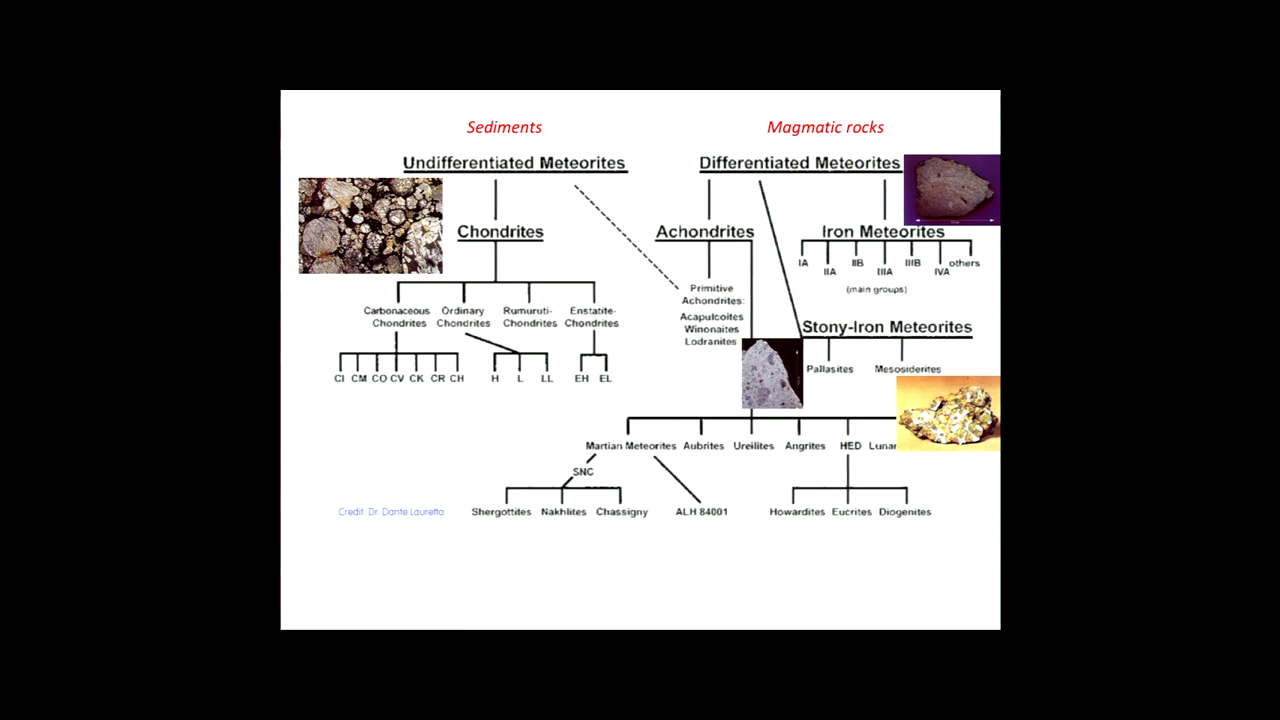 Sediments
Magmatic rocks
Undifferentiated Meteorites
Differentiated Meteorites
Chondrites
Achondrites
Iron Meteorites
IA
IIA
IIB
IIIA
IIIB
IVA
others
(main groups)
Primitive
Achondrites:
Acapulcoites
Winonaites
Lodranites
Carbonaceous
Chondrites
Ordinary
Chondrites
Rumuruti-
Chondrites
Enstatite-
Chondrites
Stony-Iron Meteorites
Pallasites
Mesosiderites
CI
CM
CO
CV
CK
CR
CH
H
L
LL
EH
EL
Martian Meteorites
Aubrites
Ureilites
Angrites
HED
Lunar
SNC
Shergottites
Nakhlites
Chassigny
ALH 84001
Howardites
Eucrites
Diogenites
Credit: Dr. Dante Lauretta